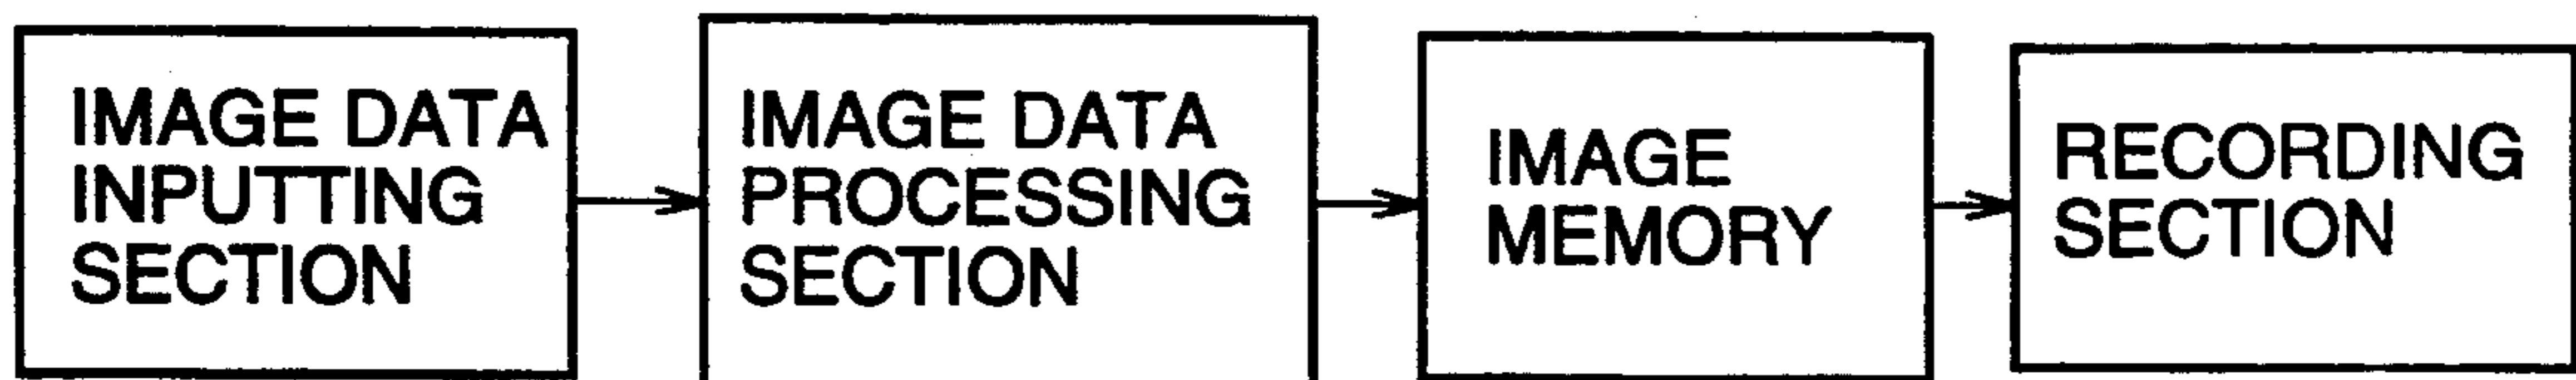 IMAGE DATA
INPUTTING
SECTION
IMAGE DATA
PROCESSING
SECTION
IMAGE
MEMORY
RECORDING
SECTION